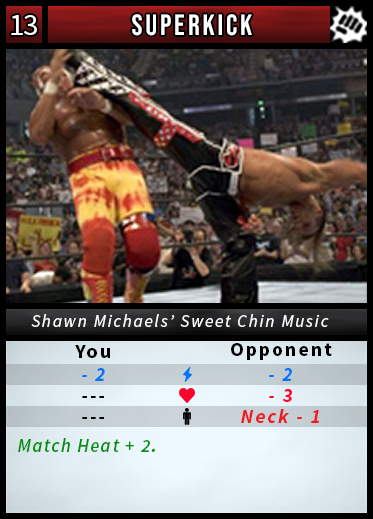 13 SUPERKICK
Shawn Michaels' Sweet Chin Music
You Opponent
- 2 - 2
--- - 3
--- Neck - 1
Match Heat + 2.